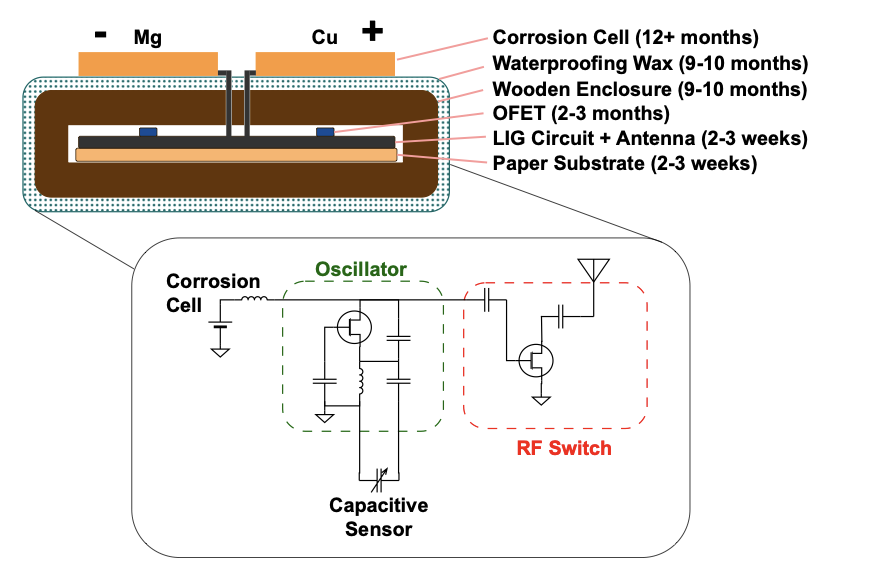 - Mg Cu +
Corrosion Cell (12+ months)
Waterproofing Wax (9-10 months)
Wooden Enclosure (9-10 months)
OFET (2-3 months)
LIG Circuit + Antenna (2-3 weeks)
Paper Substrate (2-3 weeks)
Corrosion
Cell
Oscillator
RF Switch
Capacitive
Sensor